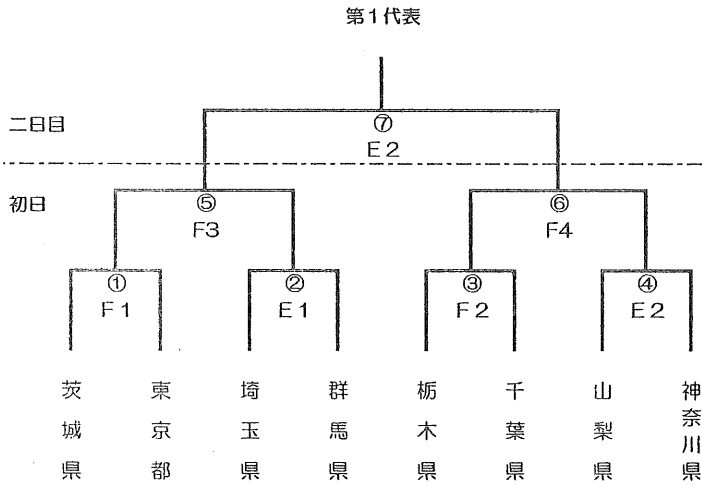 第1代表
二日目
⑦
E2
初日
⑤ ⑥
F3 F4
① ② ③ ④
F1 E1 F2 E2
茨城県 東京都 埼玉県 群馬県 栃木県 千葉県 山梨県 神奈川県